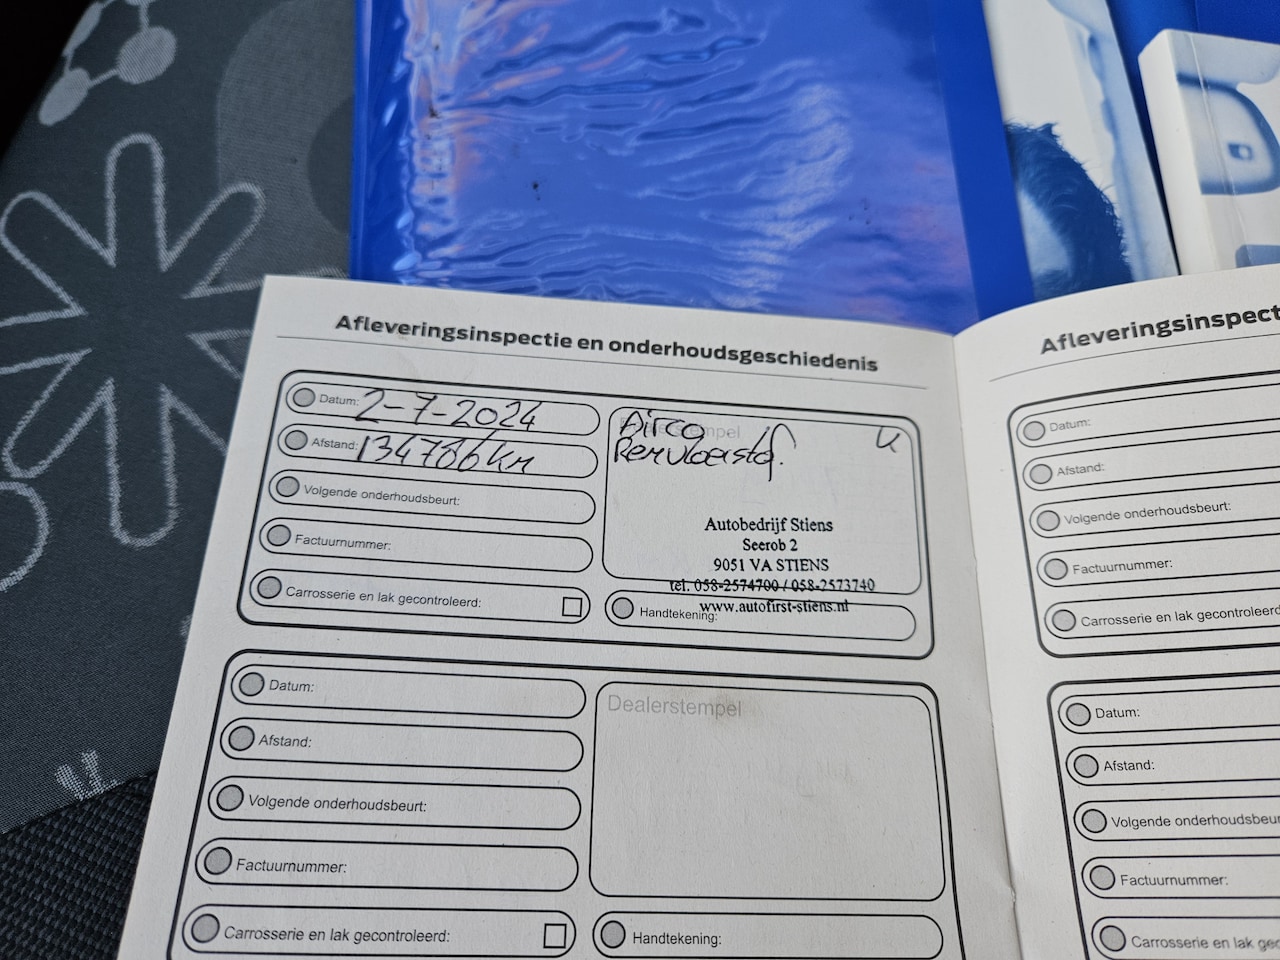 Afleveringsinspectie en onderhoudsgeschiedenis
Datum: 2-7-2024
Afstand: 134786 km
Volgende onderhoudsbeurt:
Factuurnummer:
Carrosserie en lak gecontroleerd:
Airco
Remvloeistof.
Autobedrijf Stiens
Seerob 2
9051 VA STIENS
tel. 058-2574700 / 058-2573740
www.autofirst-stiens.nl
Handtekening:
Datum:
Afstand:
Volgende onderhoudsbeurt:
Factuurnummer:
Carrosserie en lak gecontroleerd:
Dealerstempel
Handtekening:
Afleveringsinspect
Datum:
Afstand:
Volgende onderhoudsbeurt:
Factuurnummer:
Carrosserie en lak gecontroleerd
Datum:
Afstand:
Volgende onderhoudsbeur
Factuurnummer:
Carrosserie en lak gec